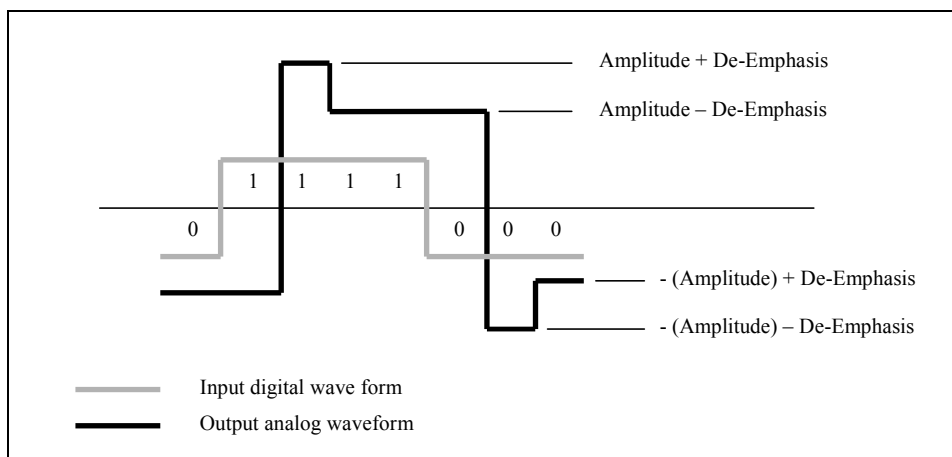 Amplitude + De-Emphasis
Amplitude – De-Emphasis
1 1 1 1
0
0 0 0
- (Amplitude) + De-Emphasis
- (Amplitude) – De-Emphasis
Input digital wave form
Output analog waveform